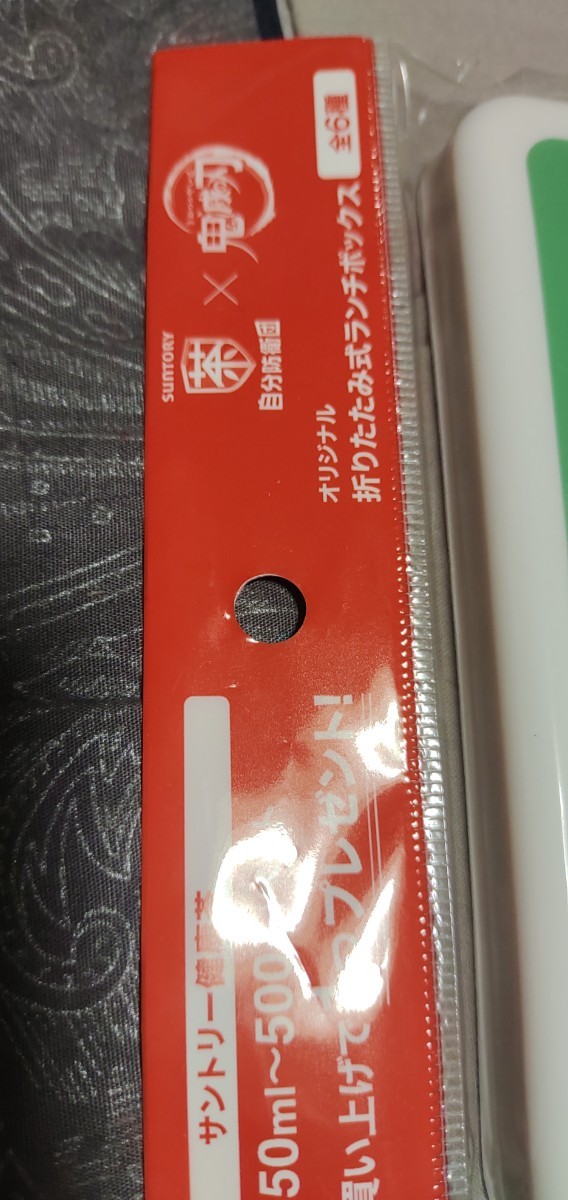 SUNTORY
茶
自分防衛団
×
鬼滅の刃
オリジナル
折りたたみ式ランチボックス
全6種
サントリー健康茶
50ml〜500
買い上げで
プレゼント!